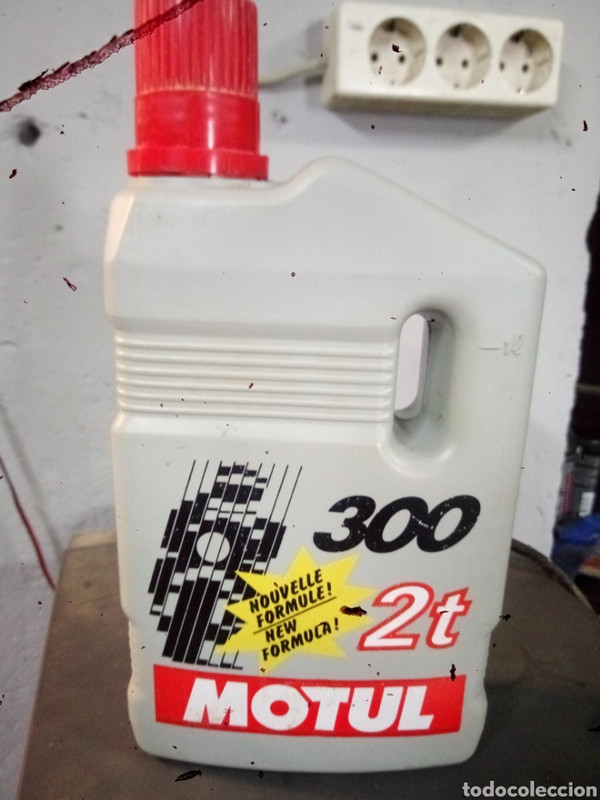 300
NOUVELLE
FORMULE!
NEW
FORMULA!
2t
MOTUL
todocoleccion